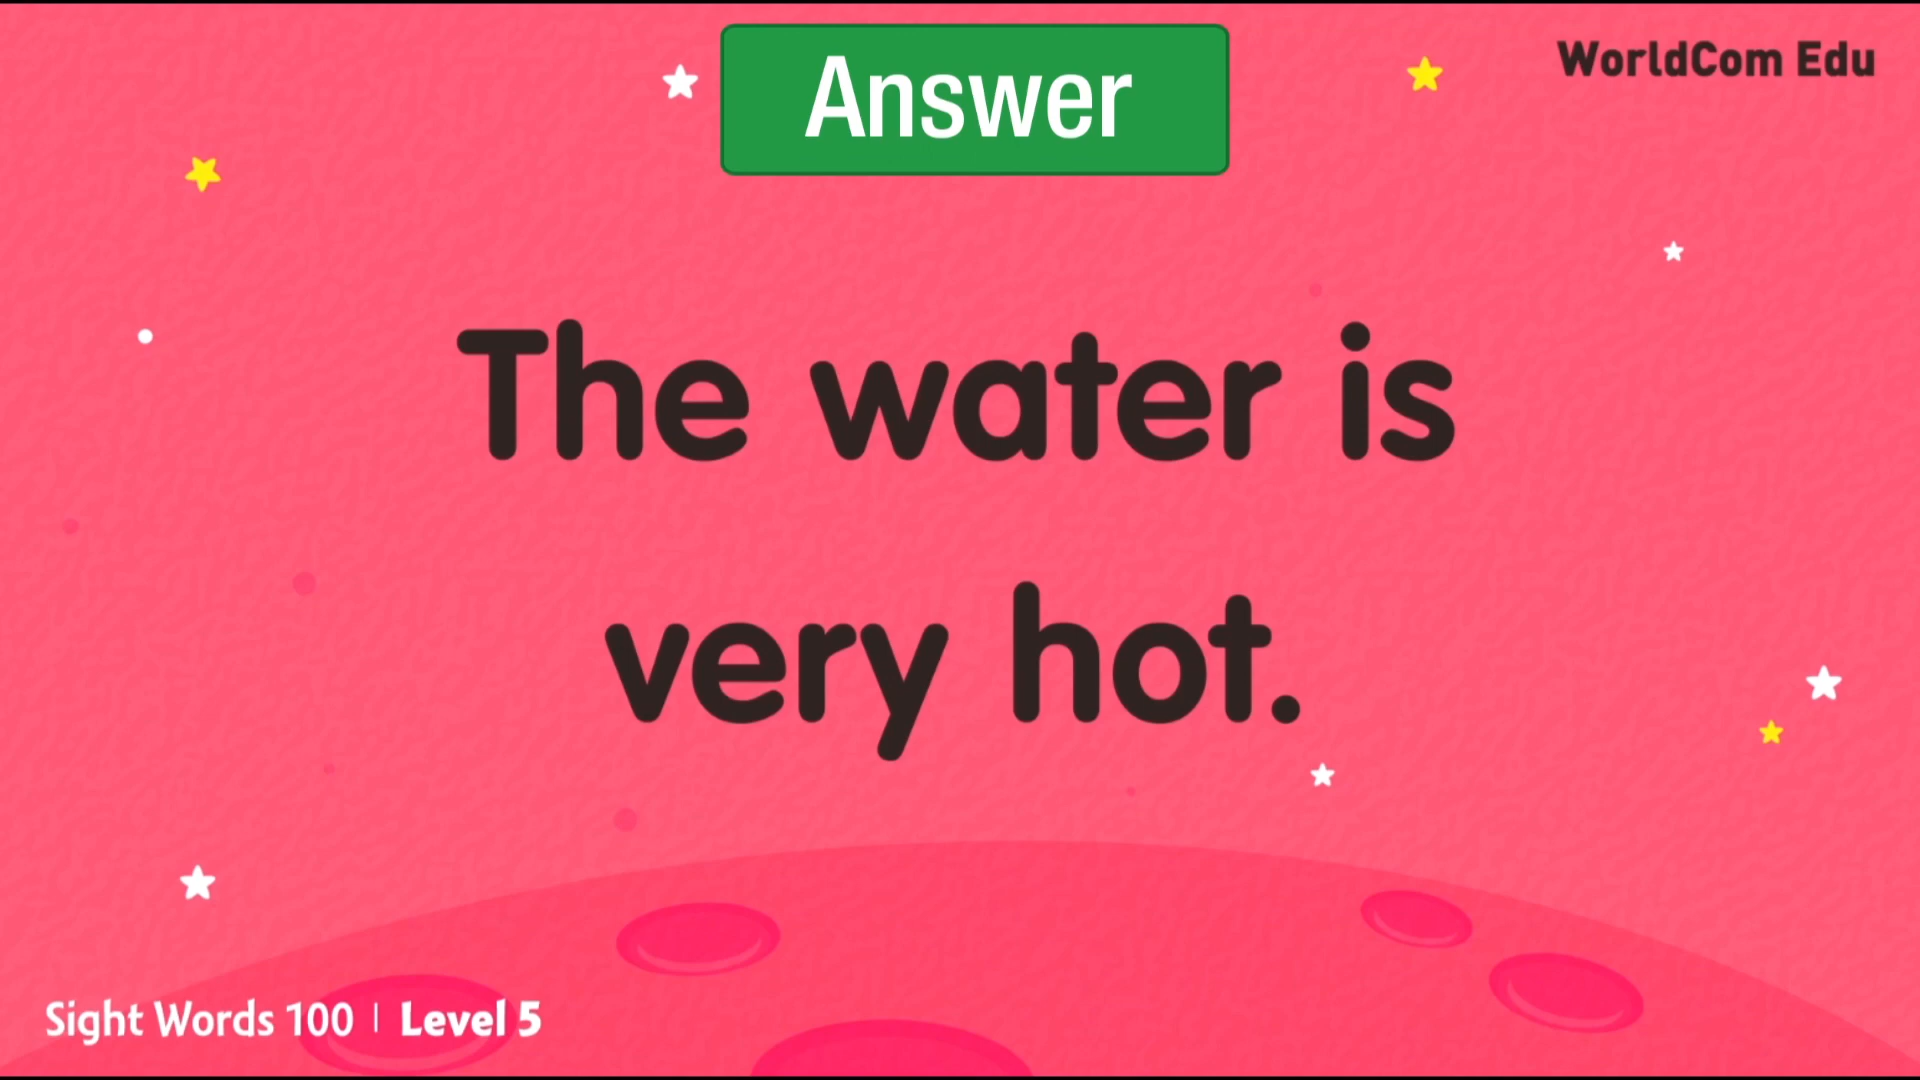 Answer
WorldCom Edu
The water is
very hot.
Sight Words 100 | Level 5